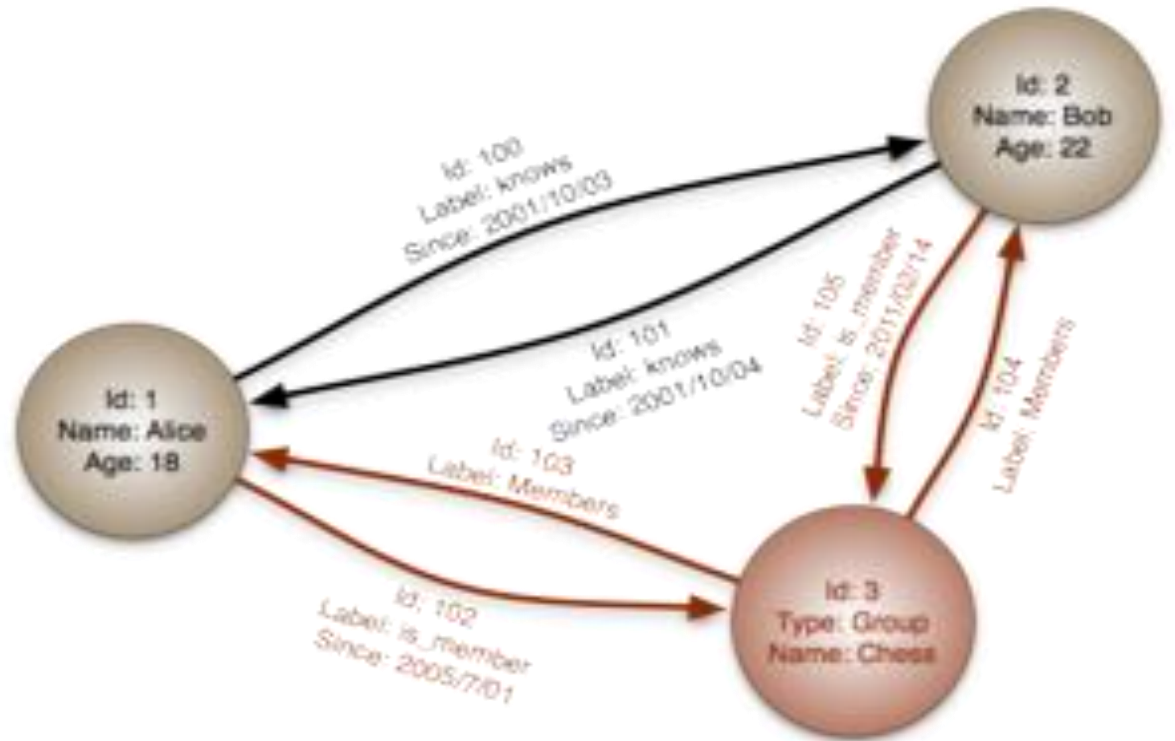 Id: 2
Name: Bob
Age: 22
Id: 100
Label: knows
Since: 2001/10/03
Id: 101
Label: knows
Since: 2001/10/04
Id: 105
Label: is_member
Since: 2011/02/14
Id: 104
Label: Members
Id: 1
Name: Alice
Age: 18
Id: 103
Label: Members
Id: 102
Label: is_member
Since: 2005/7/01
Id: 3
Type: Group
Name: Chess